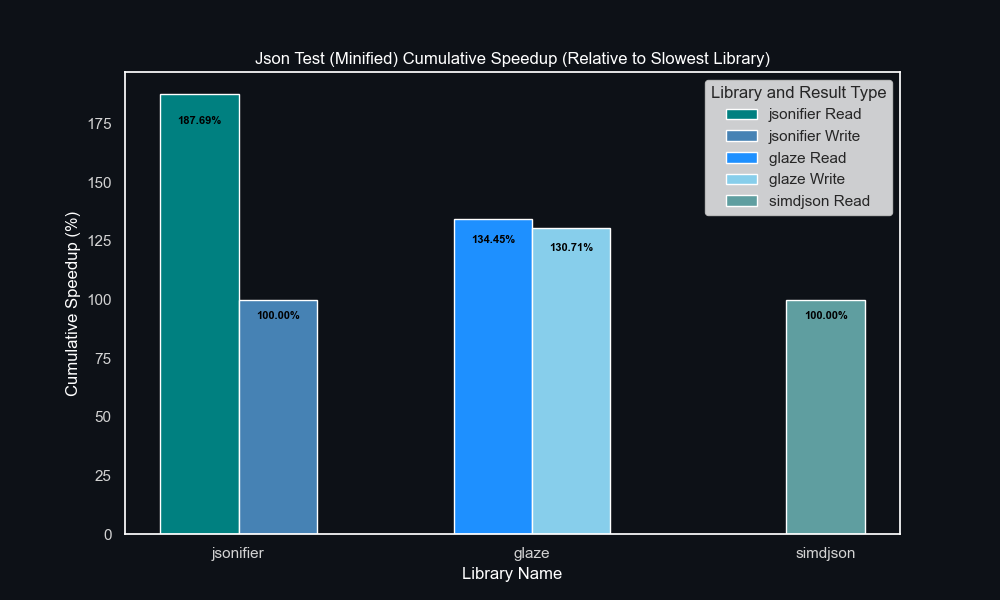 Json Test (Minified) Cumulative Speedup (Relative to Slowest Library)
Library and Result Type
jsonifier Read
jsonifier Write
glaze Read
glaze Write
simdjson Read
Cumulative Speedup (%)
175
150
125
100
75
50
25
0
187.69%
100.00%
134.45%
130.71%
100.00%
jsonifier
glaze
simdjson
Library Name